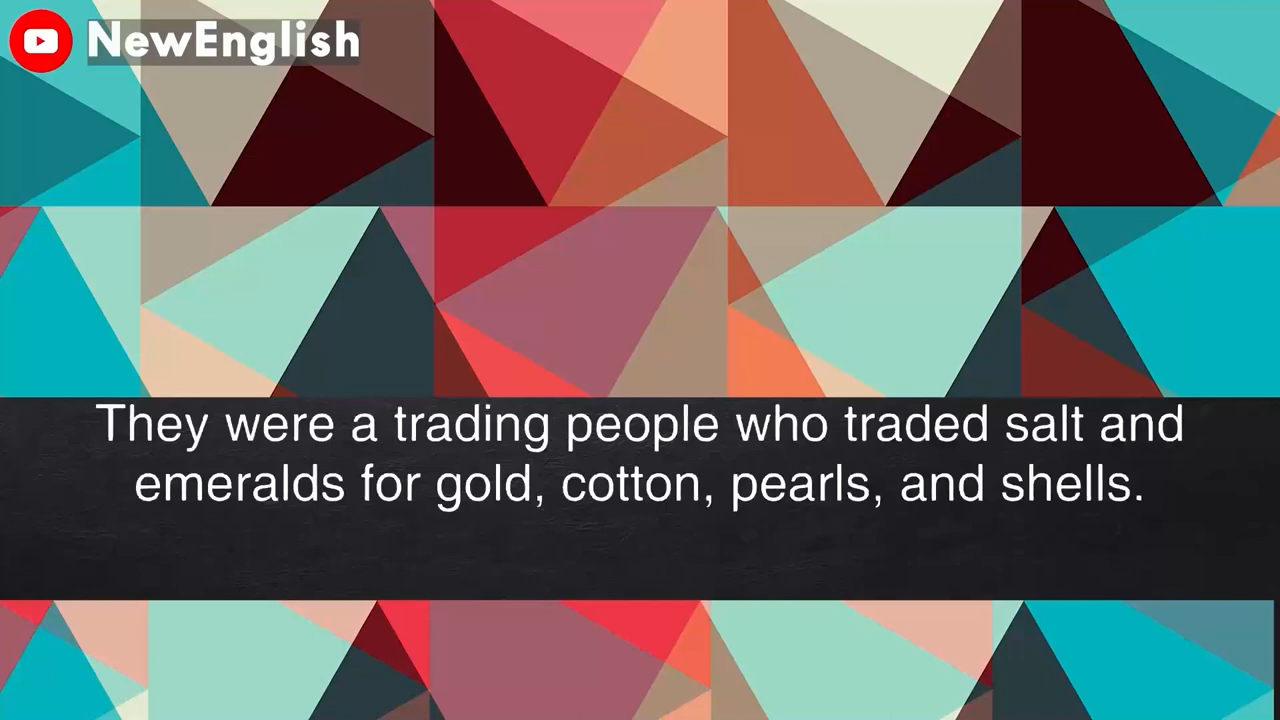 NewEnglish
They were a trading people who traded salt and
emeralds for gold, cotton, pearls, and shells.